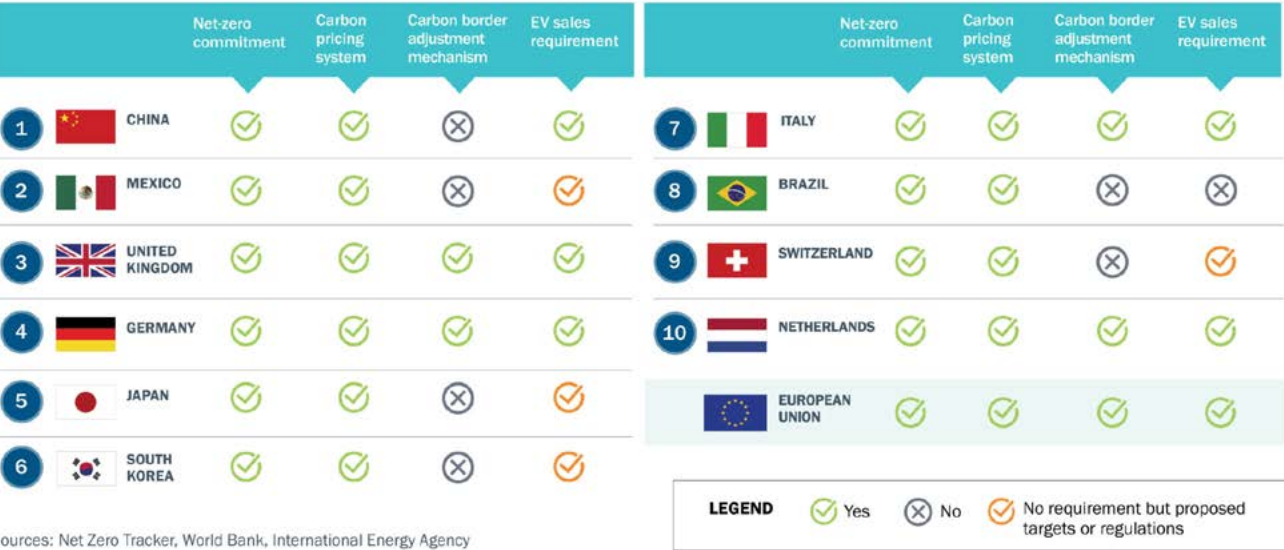 Net-zero commitment
Carbon pricing system
Carbon border adjustment mechanism
EV sales requirement
1 CHINA
2 MEXICO
3 UNITED KINGDOM
4 GERMANY
5 JAPAN
6 SOUTH KOREA
ources: Net Zero Tracker, World Bank, International Energy Agency
Net-zero commitment
Carbon pricing system
Carbon border adjustment mechanism
EV sales requirement
7 ITALY
8 BRAZIL
9 SWITZERLAND
10 NETHERLANDS
EUROPEAN UNION
LEGEND Yes No No requirement but proposed
targets or regulations